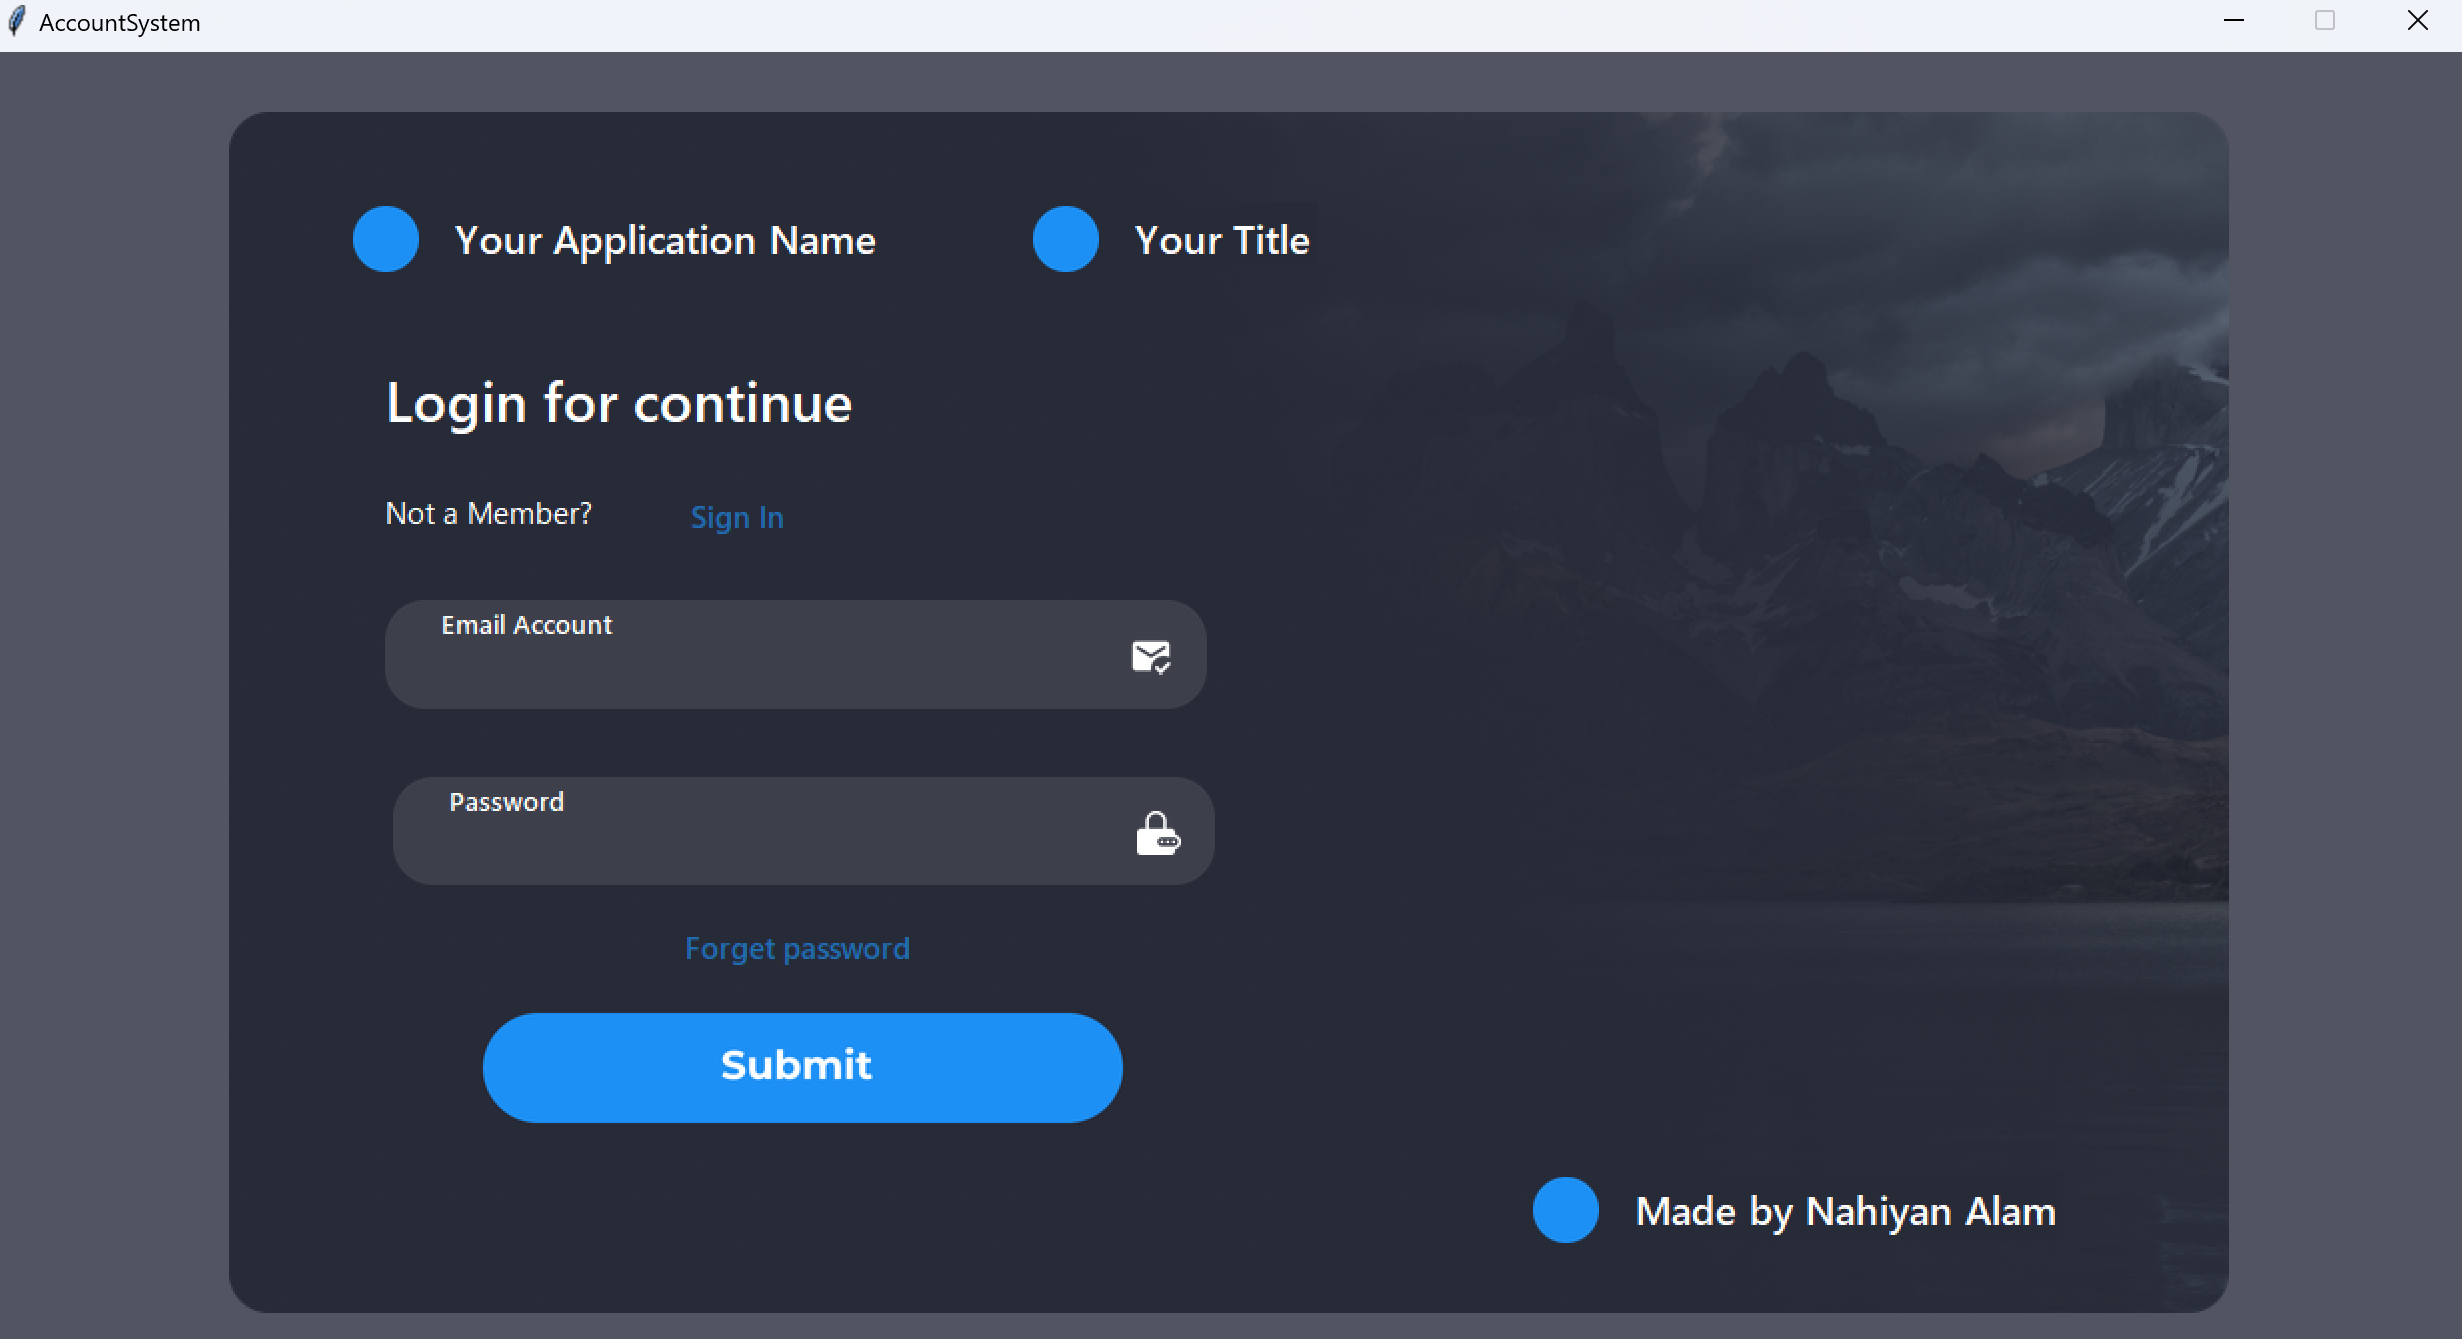 AccountSystem
Your Application Name
Your Title
Login for continue
Not a Member?
Sign In
Email Account
Password
Forget password
Submit
Made by Nahiyan Alam